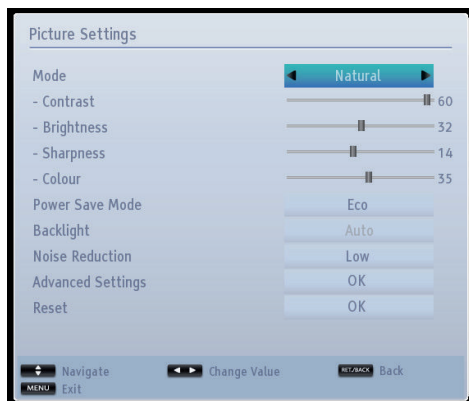 Picture Settings
Mode Natural
- Contrast 60
- Brightness 32
- Sharpness 14
- Colour 35
Power Save Mode Eco
Backlight Auto
Noise Reduction Low
Advanced Settings OK
Reset OK
Navigate Change Value RET./BACK Back
MENU Exit